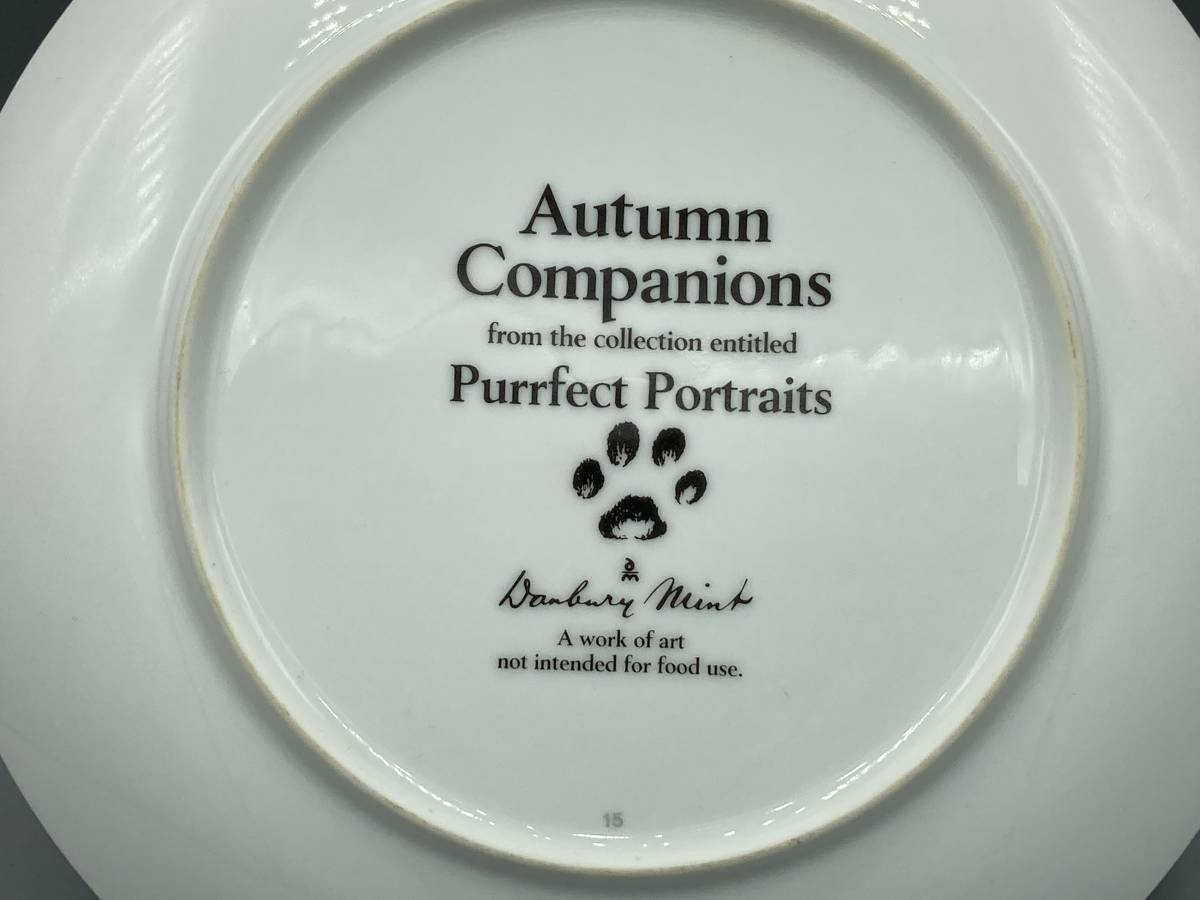 Autumn
Companions
from the collection entitled
Purrfect Portraits
Danbury Mint
A work of art
not intended for food use.
15